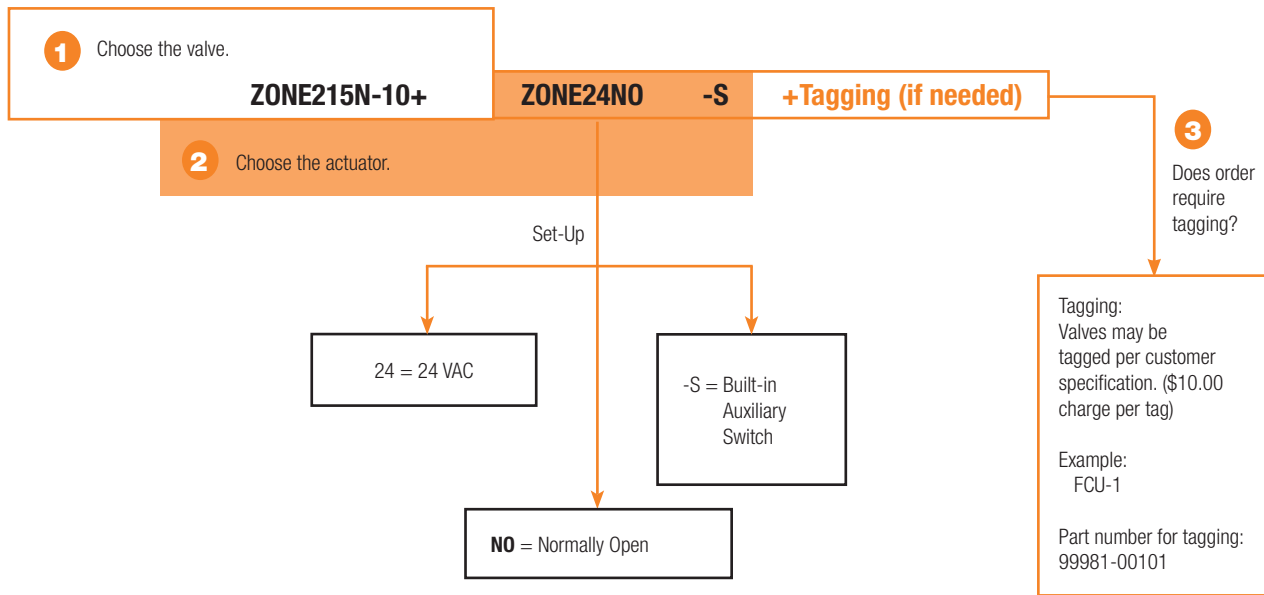 1 Choose the valve.
ZONE215N-10+ ZONE24NO -S +Tagging (if needed)
2 Choose the actuator.
3
Does order
require
tagging?
Set-Up
24 = 24 VAC
-S = Built-in
Auxiliary
Switch
NO = Normally Open
Tagging:
Valves may be
tagged per customer
specification. ($10.00
charge per tag)
Example:
FCU-1
Part number for tagging:
99981-00101